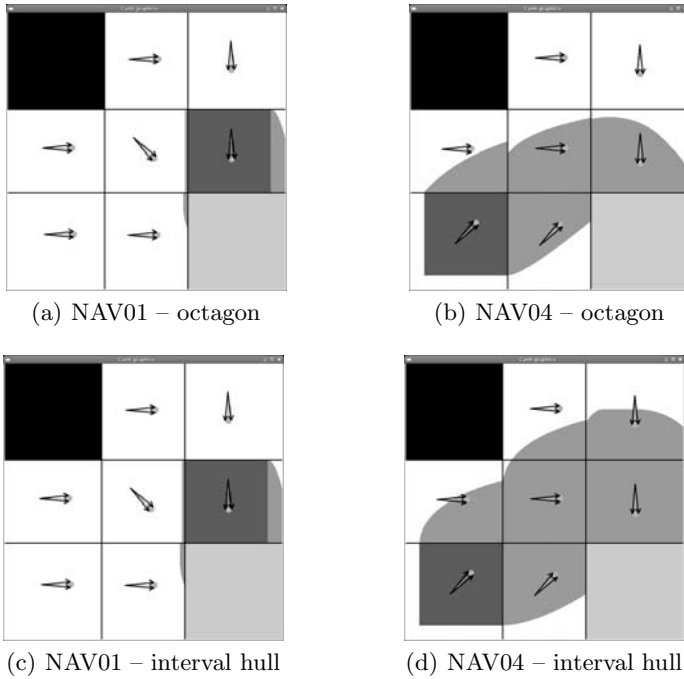 (a) NAV01 – octagon
(b) NAV04 – octagon
(c) NAV01 – interval hull
(d) NAV04 – interval hull